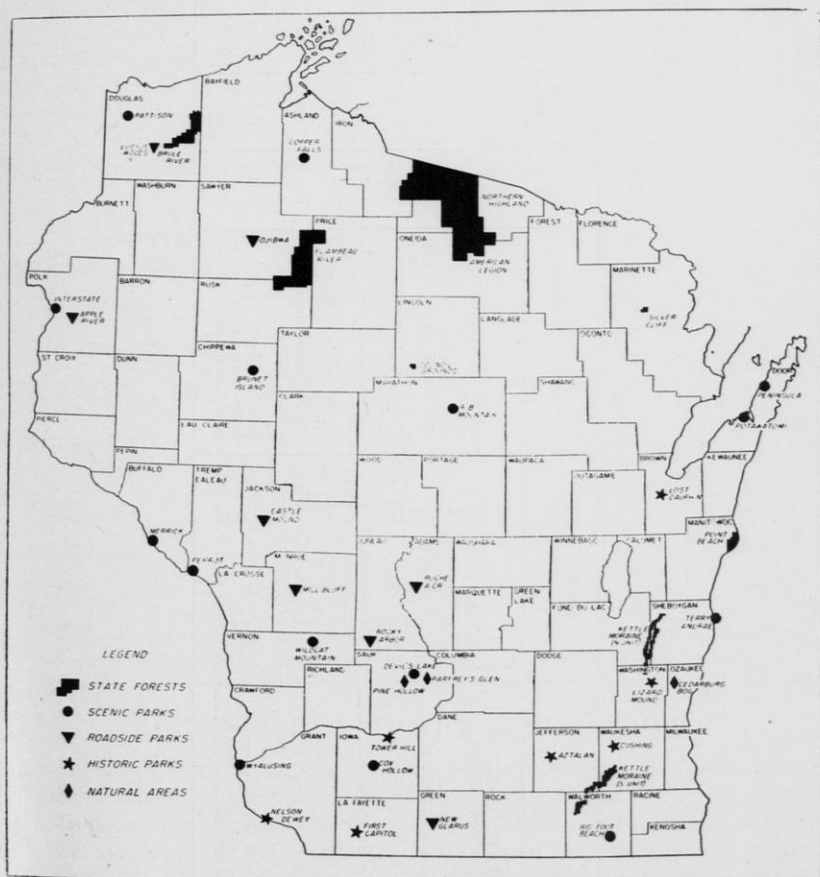 BAYFIELD
DOUGLAS
PATTISON
ASHLAND
IRON
BRULE
RIVER
COPPER
FALLS
WASHBURN
SAWYER
NORTHERN
HIGHLAND
BURNETT
PRICE
FOREST
FLORENCE
OJIBWA
FLAMBEAU
RIVER
ONEIDA
AMERICAN
LEGION
MARINETTE
POLK
BARRON
RUSK
INTERSTATE
APPLE
RIVER
LINCOLN
LANGLADE
SILVER
CLIFF
TAYLOR
OCONTO
ST CROIX
DUNN
CHIPPEWA
BRUNET
ISLAND
MARATHON
SHAWANO
DOOR
PENINSULA
CLARK
RIB
MOUNTAIN
POTAWATOMI
PIERCE
EAU CLAIRE
PEPIN
BUFFALO
TREMP
EALEAU
JACKSON
WOOD
PORTAGE
WAUPACA
OUTAGAMIE
BROWN
KEWAUNEE
LOST
DAUPHIN
CASTLE
MOUND
MERRICK
PERROT
JUNEAU
ADAMS
WAUSHARA
WINNEBAGO
CALUMET
MANITOWOC
POINT
BEACH
LA CROSSE
MONROE
MILL BLUFF
ROCHE
A CRI
MARQUETTE
GREEN
LAKE
FOND DU LAC
SHEBOYGAN
KETTLE
MORAINE
(N UNIT)
TERRY
ANDRAE
VERNON
WILDCAT
MOUNTAIN
ROCKY
ARBOR
SAUK
COLUMBIA
DODGE
LEGEND
RICHLAND
DEVIL'S LAKE
PARFREY'S GLEN
PINE HOLLOW
WASHINGTON
OZAUKEE
LIZARD
MOUND
CEDARBURG
BOG
STATE FORESTS
CRAWFORD
SCENIC PARKS
DANE
ROADSIDE PARKS
GRANT
IOWA
TOWER HILL
JEFFERSON
WAUKESHA
MILWAUKEE
CUSHING
AZTALAN
HISTORIC PARKS
WYALUSING
COX
HOLLOW
KETTLE
MORAINE
(S UNIT)
NATURAL AREAS
LA FAYETTE
GREEN
ROCK
WALWORTH
RACINE
NELSON
DEWEY
FIRST
CAPITOL
NEW
GLARUS
BIG FOOT
BEACH
KENOSHA